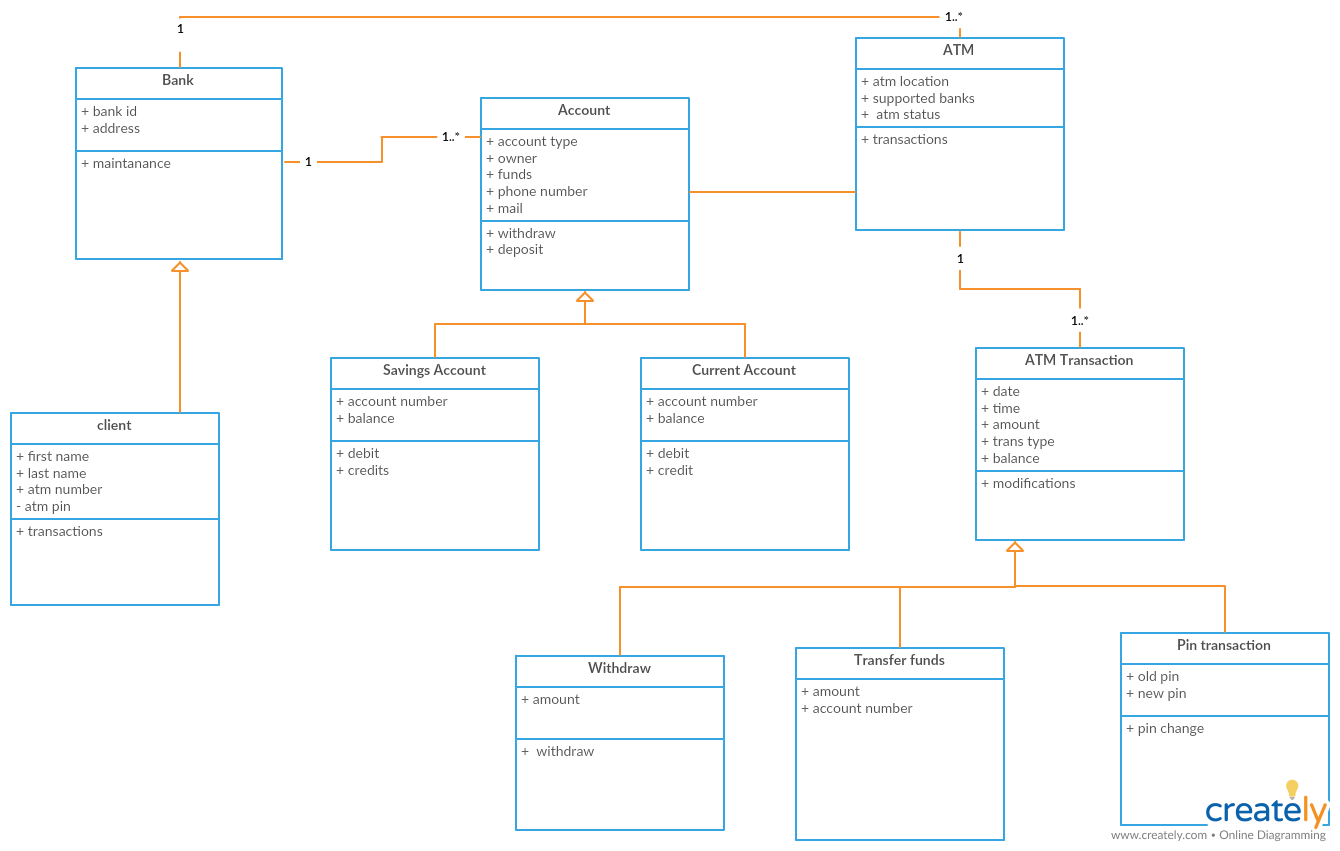 1
1..*
Bank
+ bank id
+ address
+ maintanance
1
1..*
Account
+ account type
+ owner
+ funds
+ phone number
+ mail
+ withdraw
+ deposit
ATM
+ atm location
+ supported banks
+ atm status
+ transactions
1
1..*
client
+ first name
+ last name
+ atm number
- atm pin
+ transactions
Savings Account
+ account number
+ balance
+ debit
+ credits
Current Account
+ account number
+ balance
+ debit
+ credit
ATM Transaction
+ date
+ time
+ amount
+ trans type
+ balance
+ modifications
Withdraw
+ amount
+ withdraw
Transfer funds
+ amount
+ account number
Pin transaction
+ old pin
+ new pin
+ pin change
creately
www.creately.com • Online Diagramming